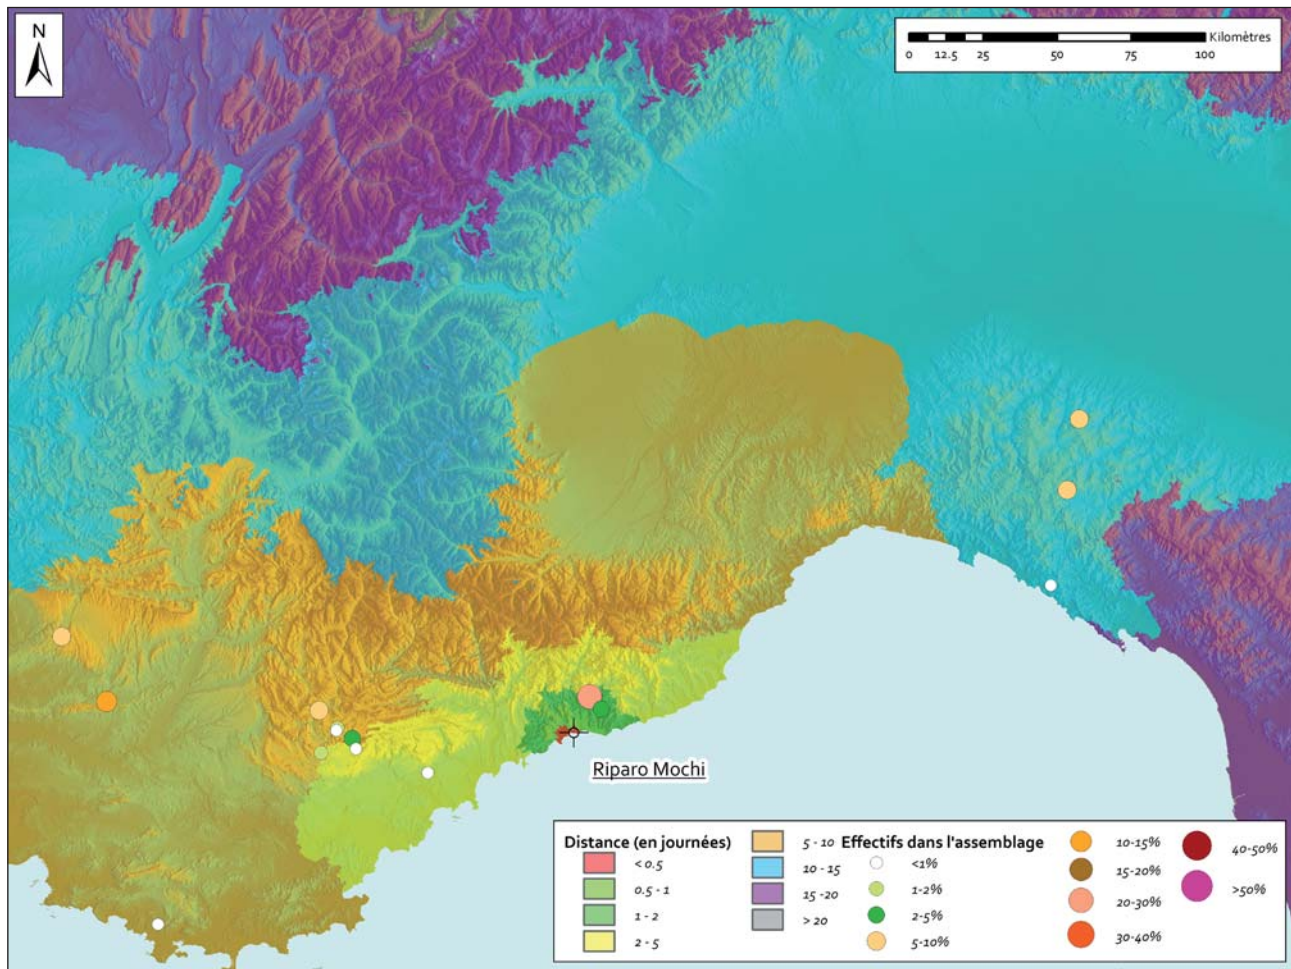 N
Kilomètres
0 12.5 25 50 75 100
Riparo Mochi
Distance (en journées)
< 0.5
0.5 - 1
1 - 2
2 - 5
5 - 10
10 - 15
15 -20
> 20
Effectifs dans l'assemblage
<1%
1-2%
2-5%
5-10%
10-15%
15-20%
20-30%
30-40%
40-50%
>50%